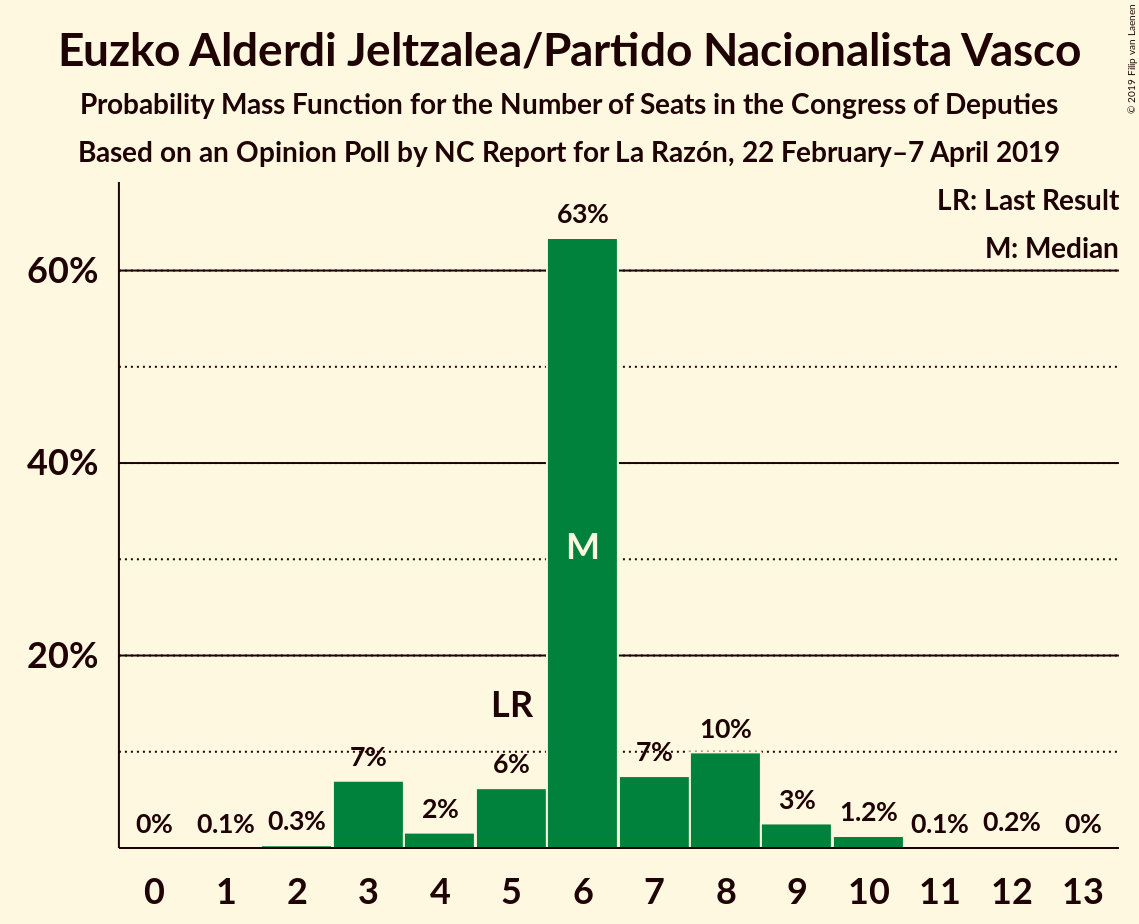 Euzko Alderdi Jeltzalea/Partido Nacionalista Vasco
Probability Mass Function for the Number of Seats in the Congress of Deputies
Based on an Opinion Poll by NC Report for La Razón, 22 February–7 April 2019
© 2019 Filip van Laenen
LR: Last Result
M: Median
63%
60%
40%
M
20%
LR
10%
7%
7%
6%
3%
2%
1.2%
0%
0.1%
0.3%
0.1%
0.2%
0%
0 1 2 3 4 5 6 7 8 9 10 11 12 13